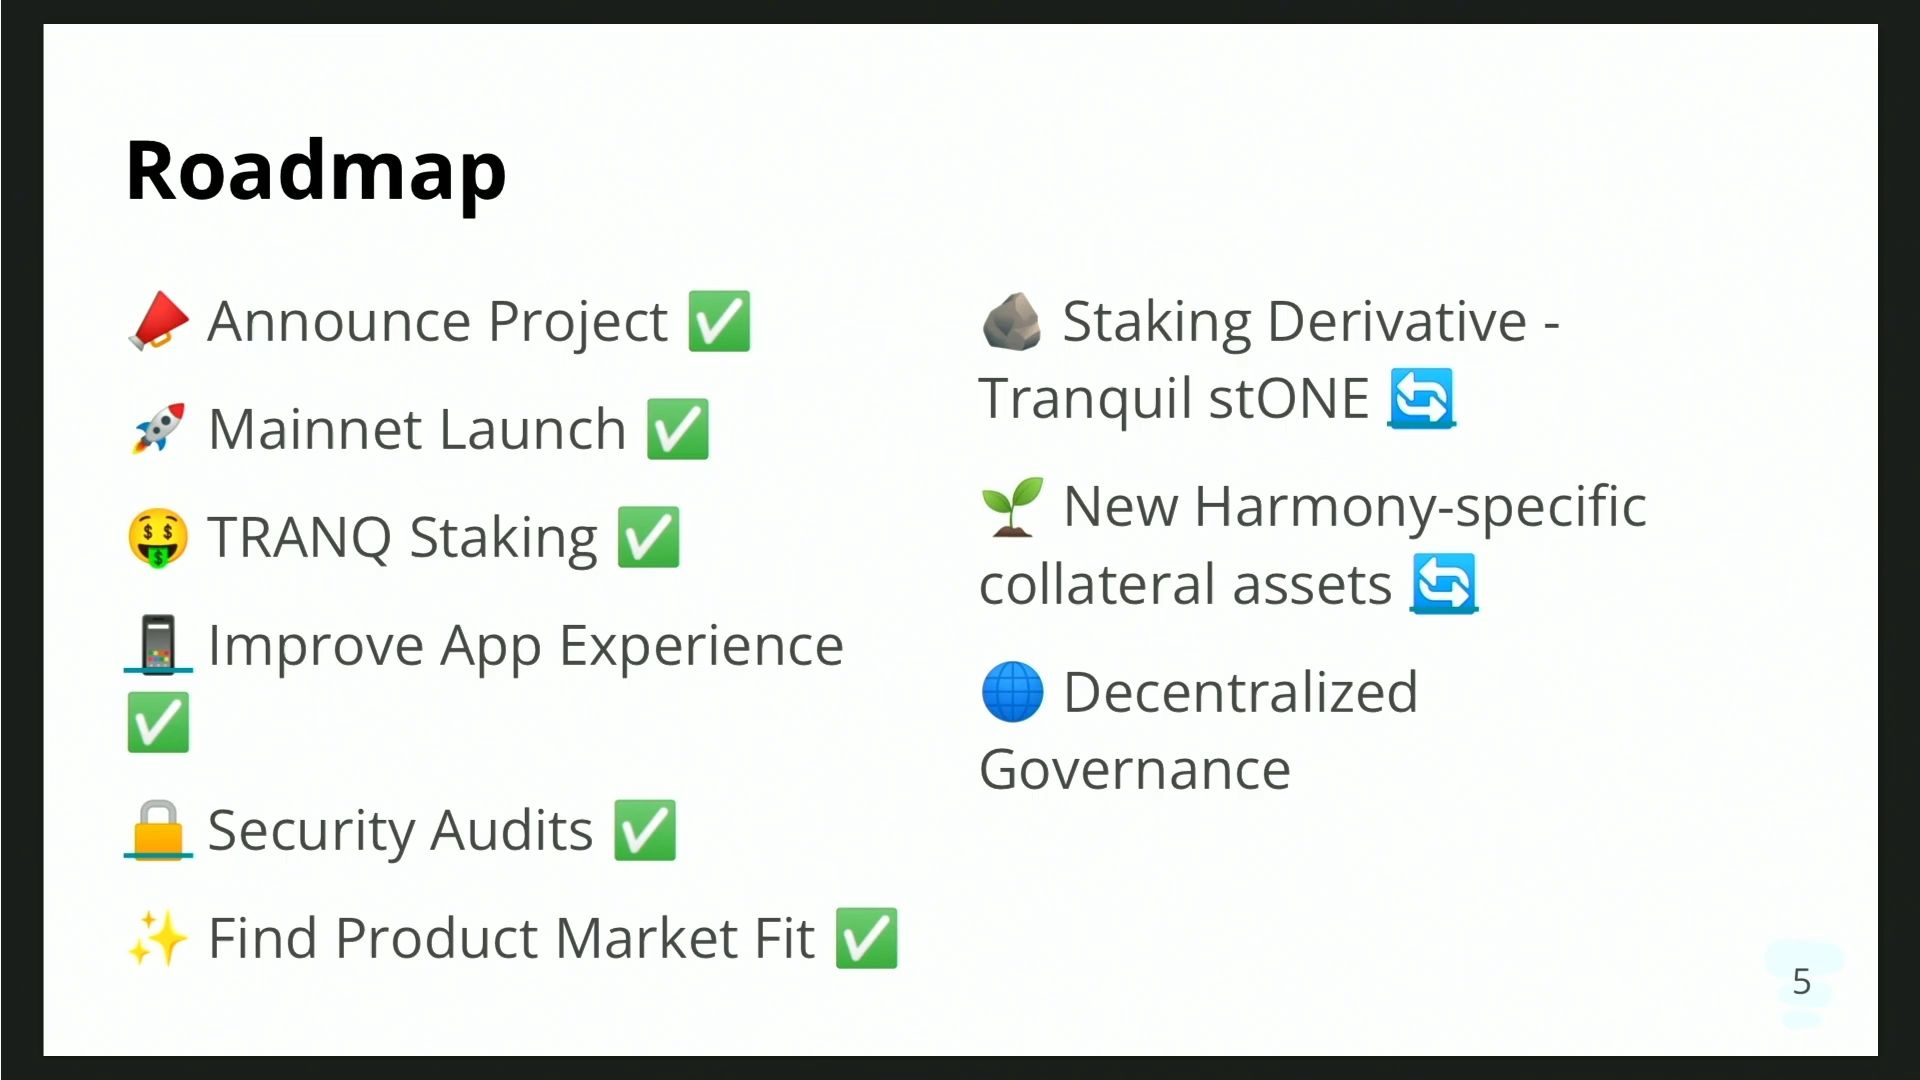 Roadmap
📣 Announce Project ✅
🚀 Mainnet Launch ✅
🤑 TRANQ Staking ✅
📱 Improve App Experience
✅
🔒 Security Audits ✅
✨ Find Product Market Fit ✅
🪨 Staking Derivative -
Tranquil stONE 🔄
🌱 New Harmony-specific
collateral assets 🔄
🌐 Decentralized
Governance
5